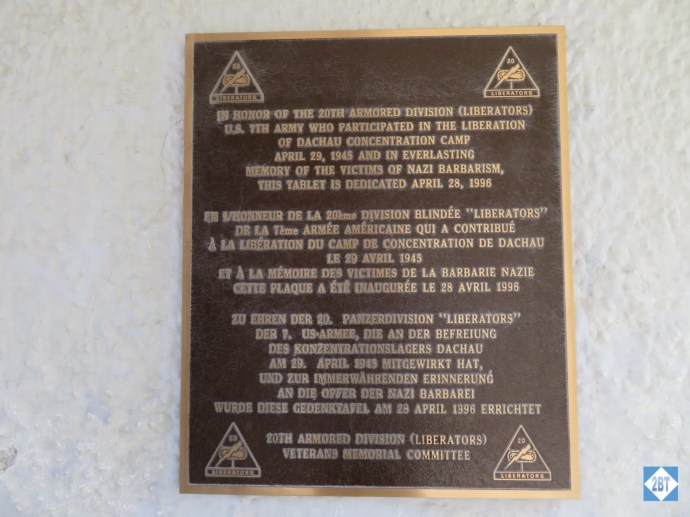 20 20
LIBERATORS LIBERATORS
IN HONOR OF THE 20TH ARMORED DIVISION (LIBERATORS)
U.S. 7TH ARMY WHO PARTICIPATED IN THE LIBERATION
OF DACHAU CONCENTRATION CAMP
APRIL 29, 1945 AND IN EVERLASTING
MEMORY OF THE VICTIMS OF NAZI BARBARISM,
THIS TABLET IS DEDICATED APRIL 28, 1996
EN L'HONNEUR DE LA 20ème DIVISION BLINDÉE "LIBERATORS"
DE LA 7ème ARMÉE AMÉRICAINE QUI A CONTRIBUÉ
À LA LIBÉRATION DU CAMP DE CONCENTRATION DE DACHAU
LE 29 AVRIL 1945
ET À LA MÉMOIRE DES VICTIMES DE LA BARBARIE NAZIE
CETTE PLAQUE A ÉTÉ INAUGURÉE LE 28 AVRIL 1996
ZU EHREN DER 20. PANZERDIVISION "LIBERATORS"
DER 7. US-ARMEE, DIE AN DER BEFREIUNG
DES KONZENTRATIONSLAGERS DACHAU
AM 29. APRIL 1945 MITGEWIRKT HAT,
UND ZUR IMMERWÄHRENDEN ERINNERUNG
AN DIE OPFER DER NAZI BARBAREI
WURDE DIESE GEDENKTAFEL AM 28 APRIL 1996 ERRICHTET
20TH ARMORED DIVISION (LIBERATORS)
VETERANS MEMORIAL COMMITTEE
20 20
LIBERATORS LIBERATORS
2BT